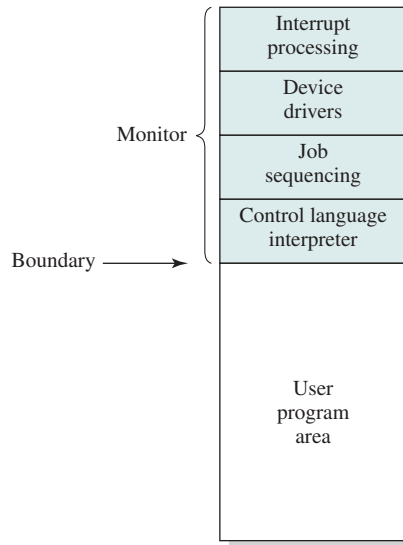 Interrupt
processing
Device
drivers
Monitor
Job
sequencing
Control language
interpreter
Boundary
User
program
area